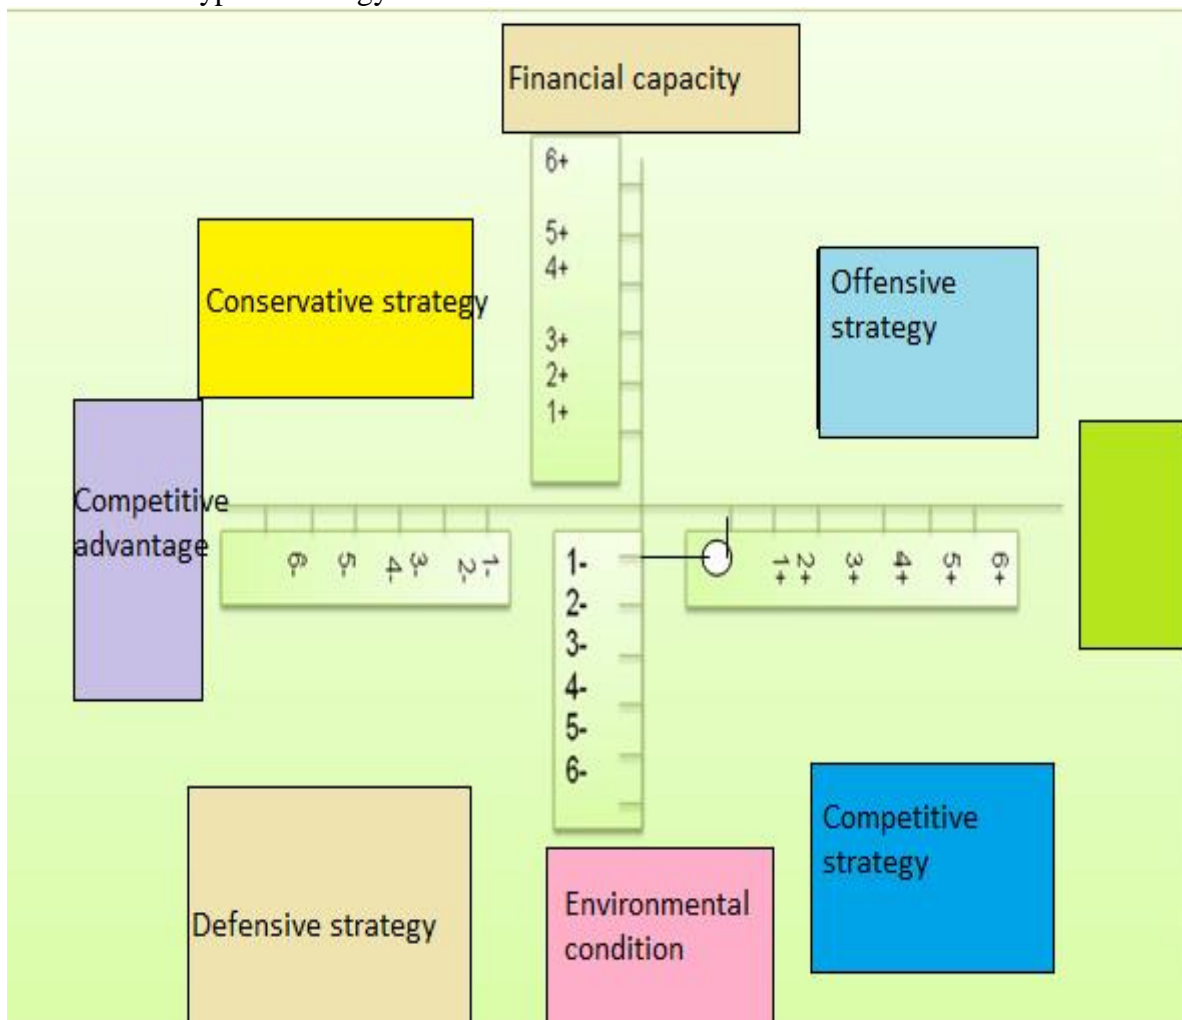 Financial capacity
6+
5+
4+
3+
2+
1+
Conservative strategy
Offensive
strategy
Competitive
advantage
6-
5-
4-
3-
2-
1-
1-
2-
3-
4-
5-
6-
1+
2+
3+
4+
5+
6+
Defensive strategy
Environmental
condition
Competitive
strategy